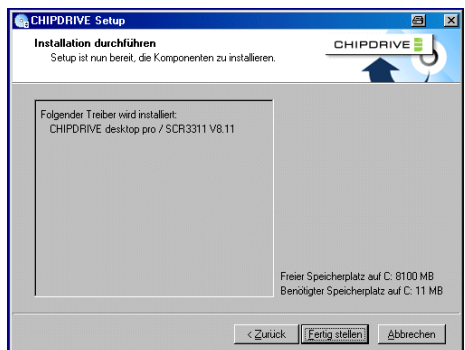 CHIPDRIVE Setup
Installation durchführen
Setup ist nun bereit, die Komponenten zu installieren.
CHIPDRIVE
Folgender Treiber wird installiert:
CHIPDRIVE desktop pro / SCR3311 V8.11
Freier Speicherplatz auf C: 8100 MB
Benötigter Speicherplatz auf C: 11 MB
< Zurück
Fertig stellen
Abbrechen